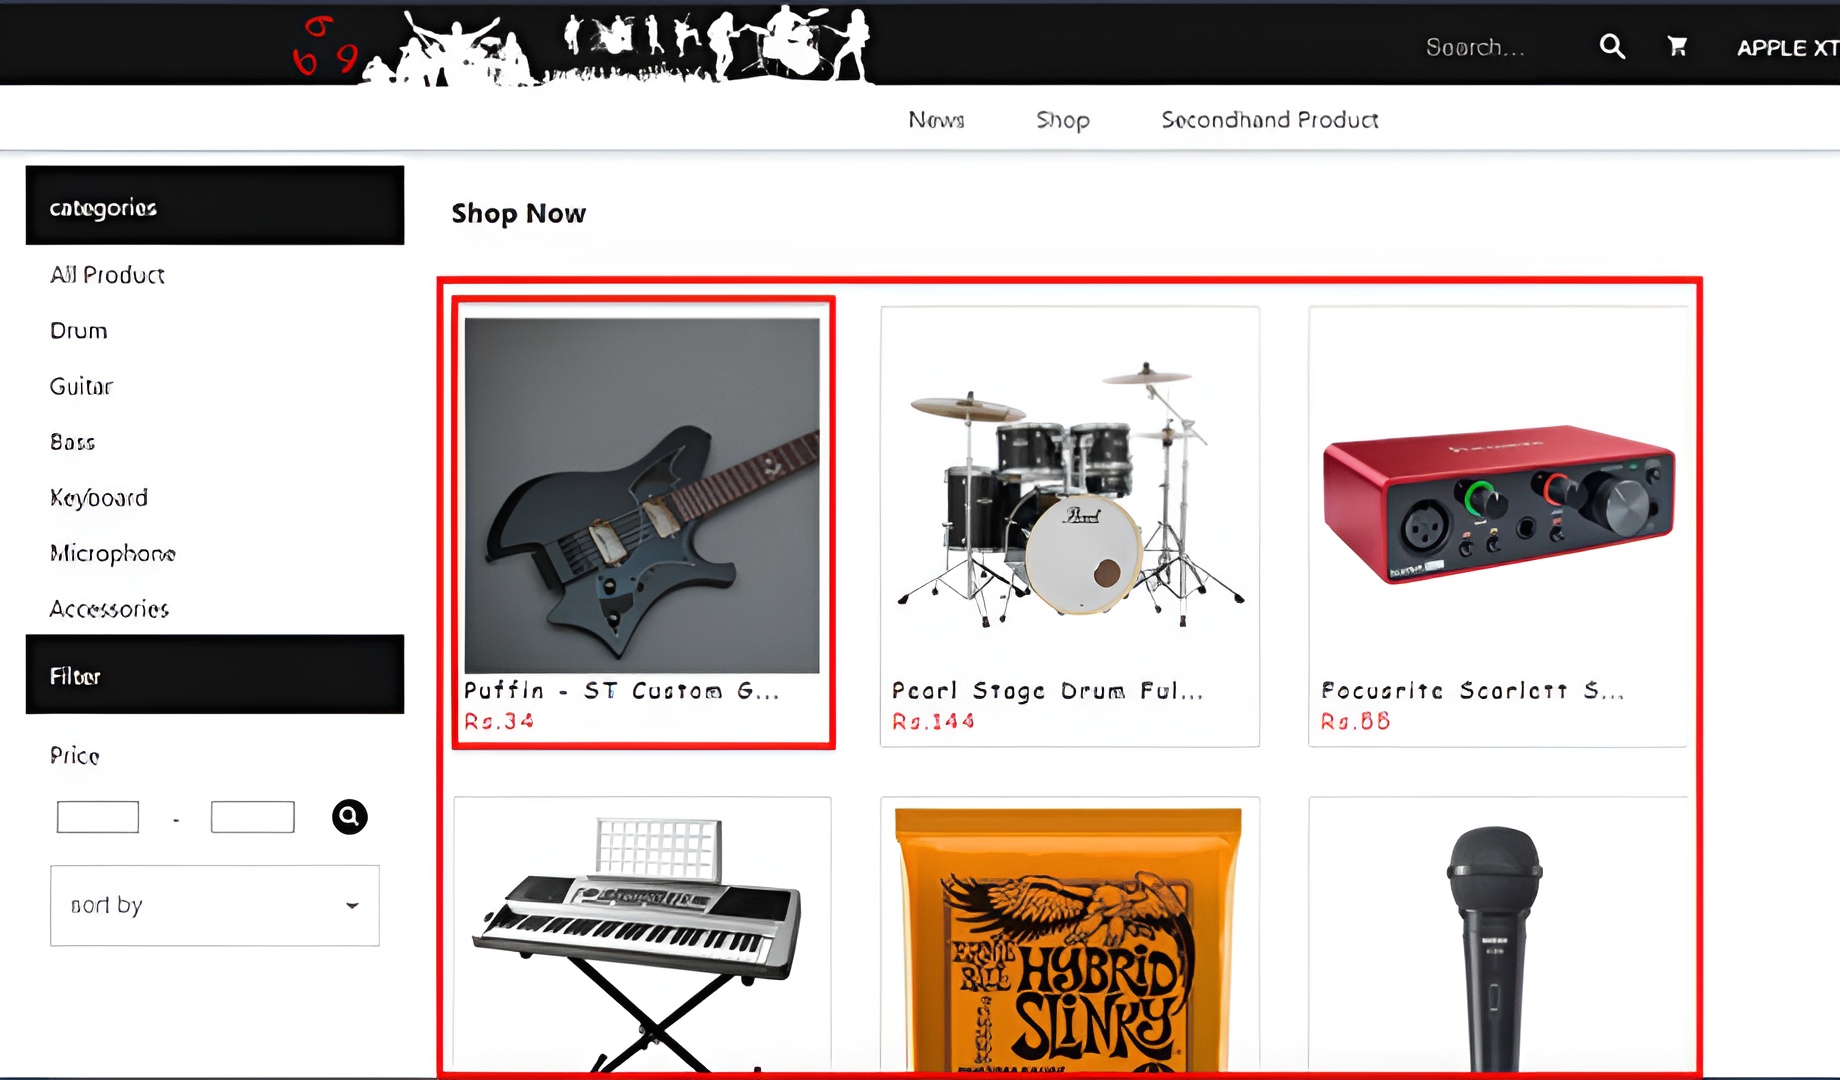 Search...
APPLE XT
News
Shop
Secondhand Product
categories
All Product
Drum
Guitar
Bass
Keyboard
Microphone
Accessories
Filter
Price
-
sort by
Shop Now
Puffin - ST Custom G...
Rs.34
Pearl Stage Drum Ful...
Rs.144
Focusrite Scarlett S...
Rs.88
Pearl
ERNIE
BALL
HYBRID
SLINKY